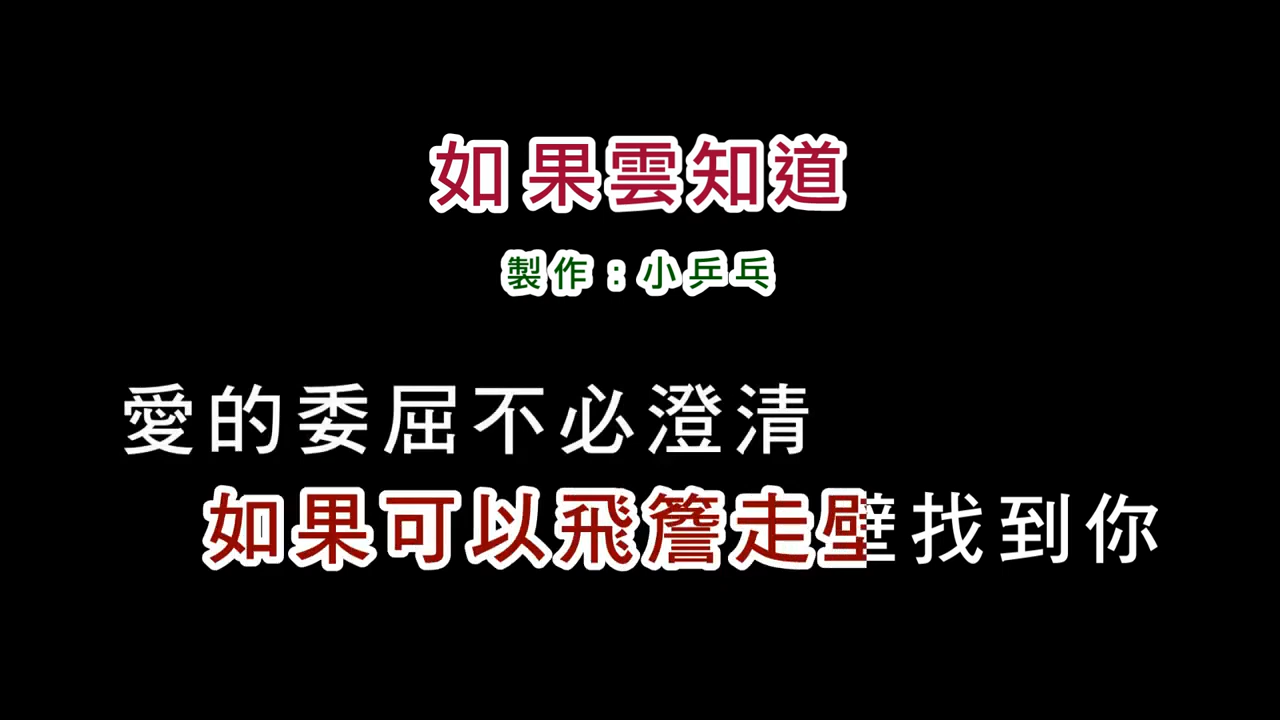 如果雲知道
製作：小乒乓
愛的委屈不必澄清
如果可以飛簷走壁找到你